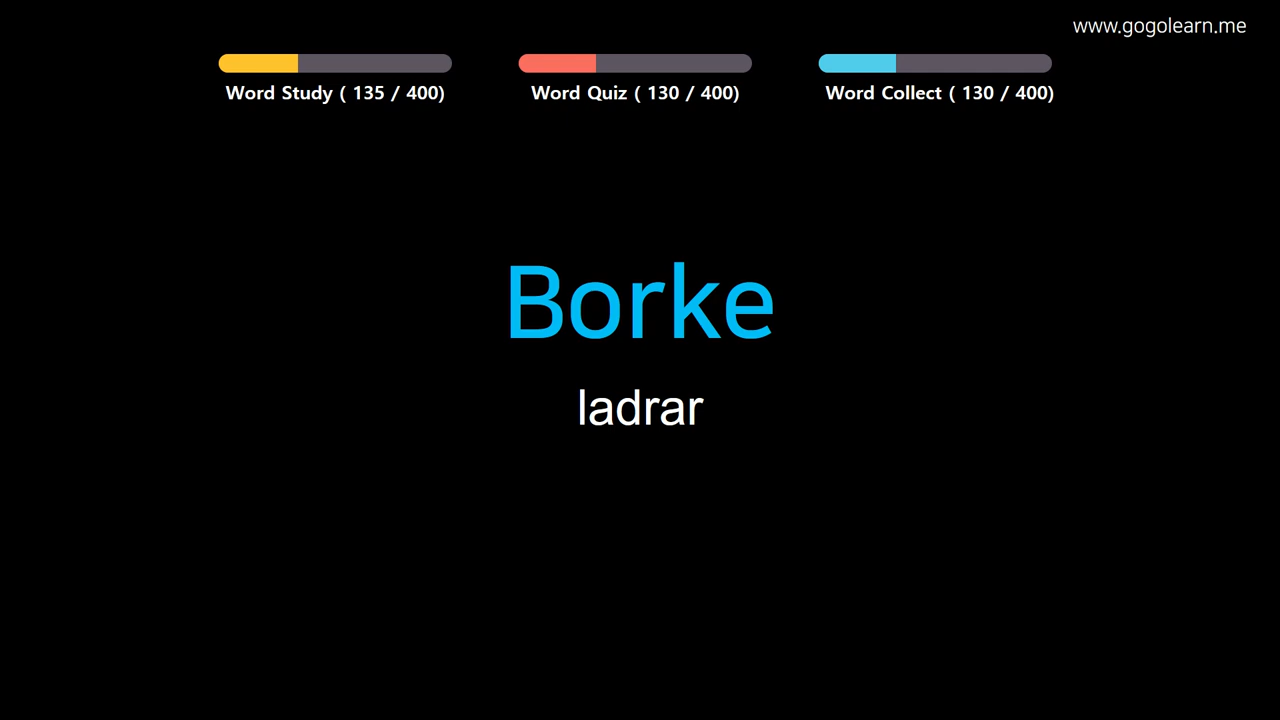 www.gogolearn.me
Word Study ( 135 / 400)
Word Quiz ( 130 / 400)
Word Collect ( 130 / 400)
Borke
ladrar